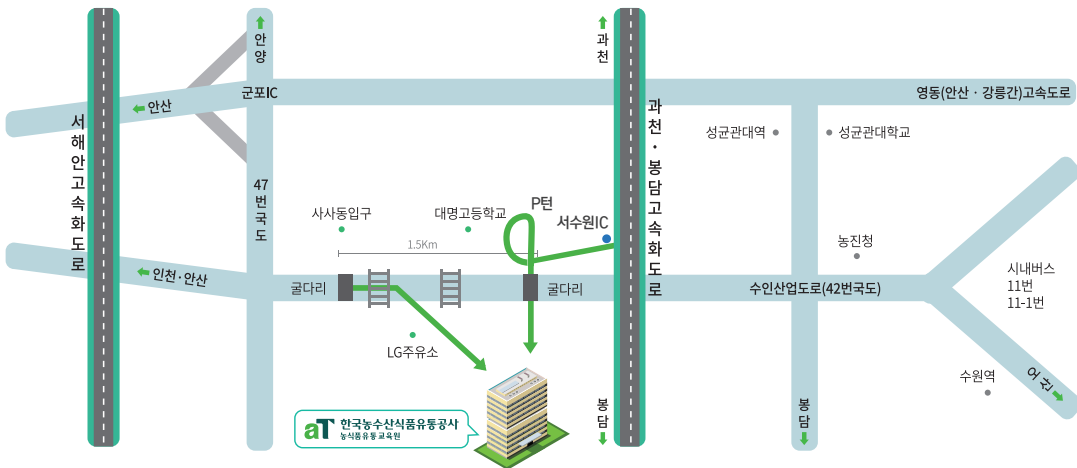 안양
과천
군포IC
영동(안산 · 강릉간)고속도로
안산
서해안고속화도로
과천 · 봉담고속화도로
성균관대역
성균관대학교
47번국도
P턴
사사동입구
대명고등학교
서수원IC
1.5Km
농진청
인천·안산
굴다리
굴다리
수인산업도로(42번국도)
시내버스
11번
11-1번
LG주유소
수원역
오천
봉담
봉담
aT 한국농수산식품유통공사
농식품유통교육원